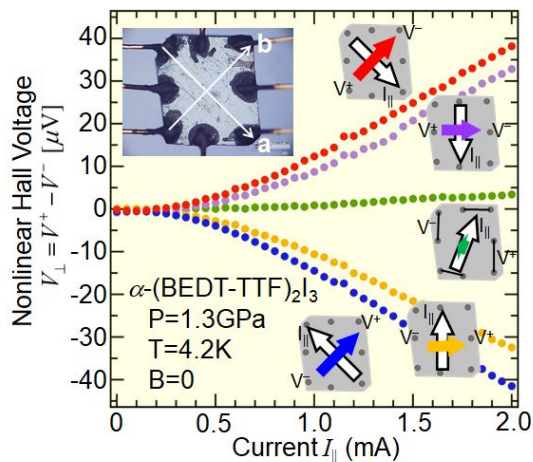 Nonlinear Hall Voltage
V⊥ = V⁺ − V⁻ [μV]
40
30
20
10
0
-10
-20
-30
-40
b
a
V⁻
V⁺
I||
V⁺
V⁻
I||
V⁻
I||
V⁺
α-(BEDT-TTF)₂I₃
P=1.3GPa
T=4.2K
B=0
I||
V⁺
V⁻
I||
V⁻
V⁺
0
0.5
1.0
1.5
2.0
Current I|| (mA)